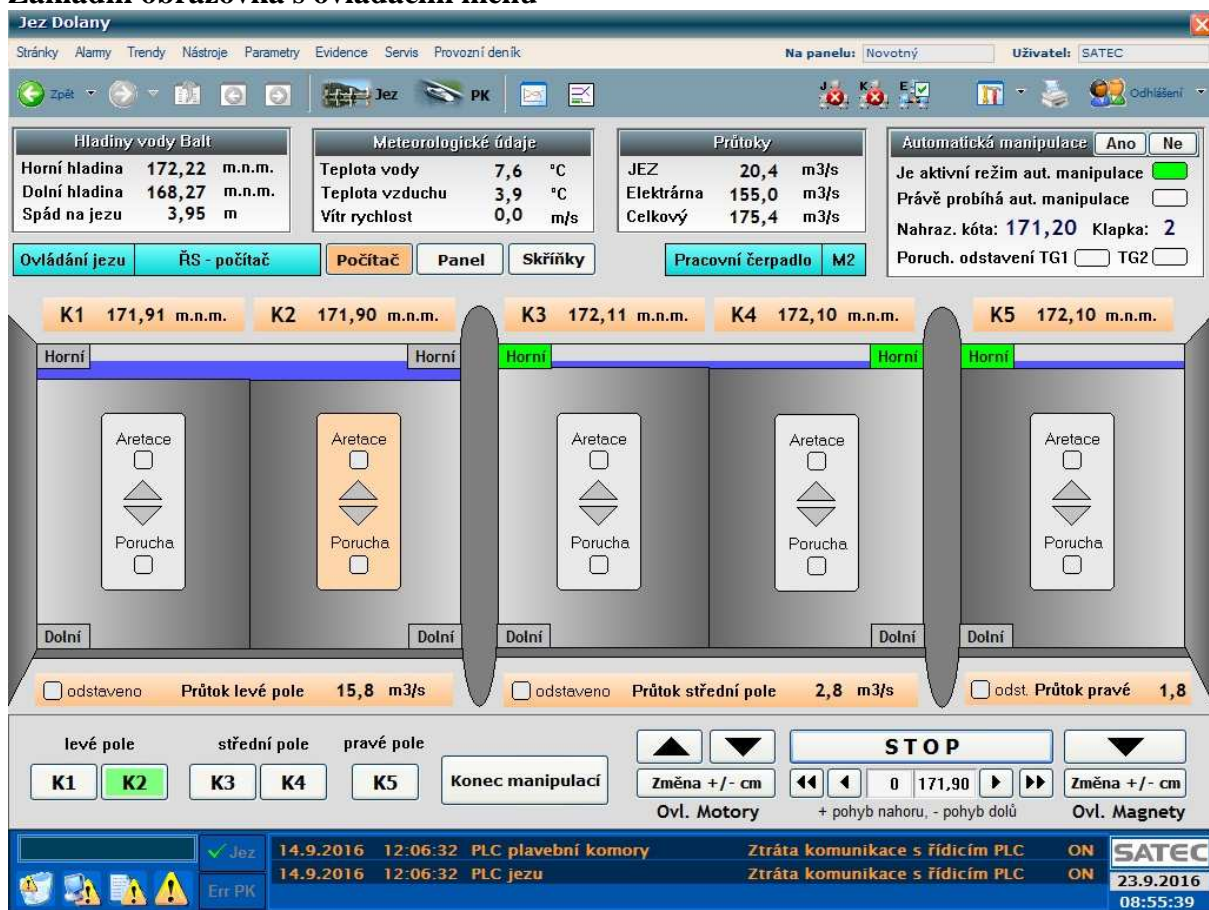 Základní obrazovka s ovládacím menu
Jez Dolany
Stránky Alarmy Trendy Nástroje Parametry Evidence Servis Provozní deník Na panelu: Novotný Uživatel: SATEC
Zpět Jez PK J K E Odhlášení
Hladiny vody Balt
Horní hladina 172,22 m.n.m.
Dolní hladina 168,27 m.n.m.
Spád na jezu 3,95 m
Meteorologické údaje
Teplota vody 7,6 °C
Teplota vzduchu 3,9 °C
Vítr rychlost 0,0 m/s
Průtoky
JEZ 20,4 m3/s
Elektrárna 155,0 m3/s
Celkový 175,4 m3/s
Automatická manipulace Ano Ne
Je aktivní režim aut. manipulace
Právě probíhá aut. manipulace
Nahraz. kóta: 171,20 Klapka: 2
Poruch. odstavení TG1 TG2
Ovládání jezu ŘS - počítač Počítač Panel Skříňky Pracovní čerpadlo M2
K1 171,91 m.n.m. K2 171,90 m.n.m. K3 172,11 m.n.m. K4 172,10 m.n.m. K5 172,10 m.n.m.
Horní Horní Horní Horní Horní
Aretace Aretace Aretace Aretace Aretace
Porucha Porucha Porucha Porucha Porucha
Dolní Dolní Dolní Dolní Dolní
odstaveno Průtok levé pole 15,8 m3/s odstaveno Průtok střední pole 2,8 m3/s odst. Průtok pravé 1,8
levé pole střední pole pravé pole
K1 K2 K3 K4 K5 Konec manipulací
STOP
Změna +/- cm 0 171,90 Změna +/- cm
Ovl. Motory + pohyb nahoru, - pohyb dolů Ovl. Magnety
Jez 14.9.2016 12:06:32 PLC plavební komory Ztráta komunikace s řídicím PLC ON SATEC
Err PK 14.9.2016 12:06:32 PLC jezu Ztráta komunikace s řídicím PLC ON 23.9.2016
08:55:39